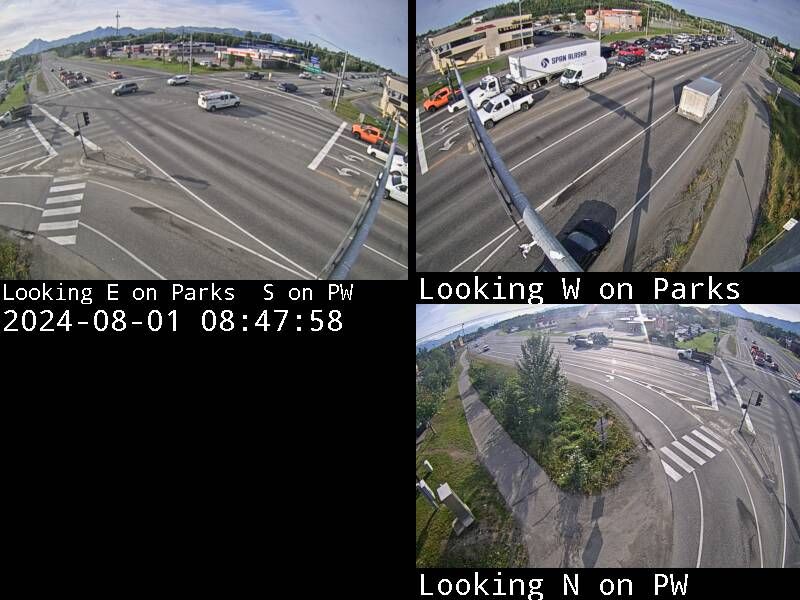 SPAN ALASKA
Looking E on Parks  S on PW
2024-08-01 08:47:58
Looking W on Parks
Looking N on PW